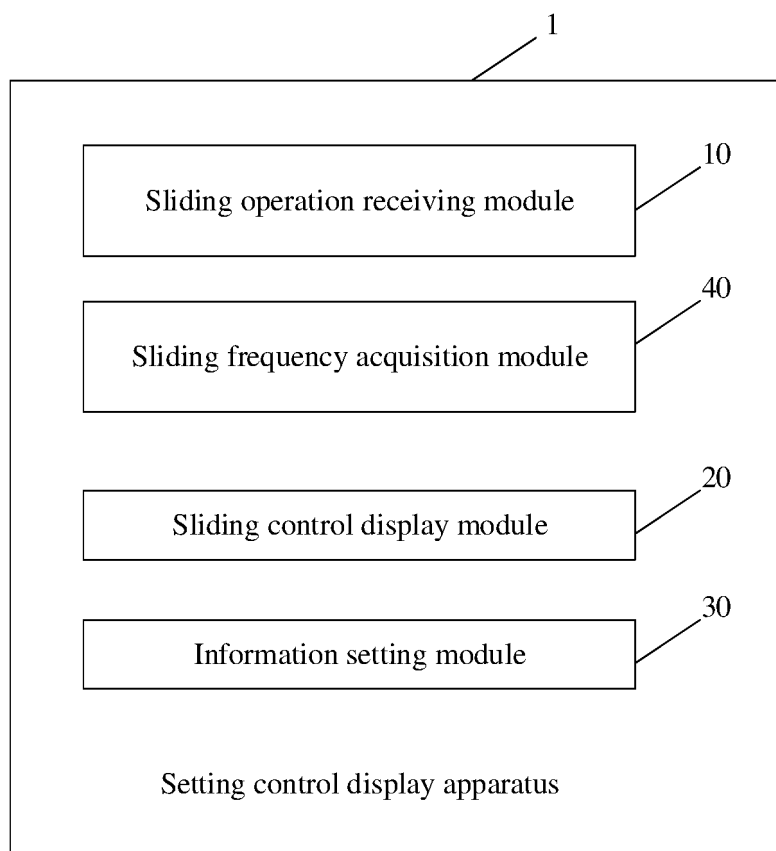 1
Sliding operation receiving module
10
Sliding frequency acquisition module
40
Sliding control display module
20
Information setting module
30
Setting control display apparatus